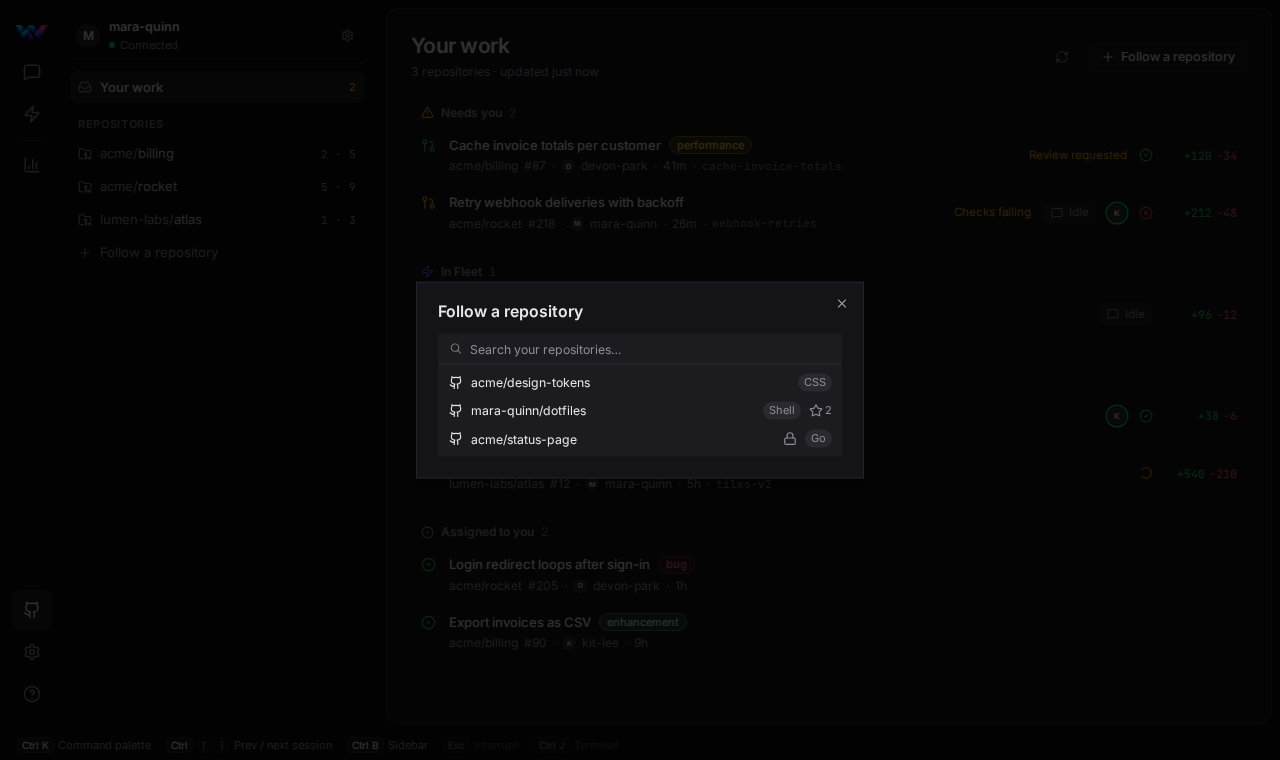 M mara-quinn
Connected
Your work 2
REPOSITORIES
acme/billing 2 · 5
acme/rocket 5 · 9
lumen-labs/atlas 1 · 3
Follow a repository
Your work
3 repositories · updated just now
Follow a repository
Needs you 2
Cache invoice totals per customer performance
acme/billing #87 · D devon-park · 41m · cache-invoice-totals
Review requested +128 -34
Retry webhook deliveries with backoff
acme/rocket #218 · M mara-quinn · 26m · webhook-retries
Checks failing Idle K +212 -48
In Fleet 1
Idle +96 -12
K +38 -6
lumen-labs/atlas #12 · M mara-quinn · 5h · tiles-v2
+540 -210
Follow a repository
Search your repositories...
acme/design-tokens CSS
mara-quinn/dotfiles Shell 2
acme/status-page Go
Assigned to you 2
Login redirect loops after sign-in bug
acme/rocket #205 · D devon-park · 1h
Export invoices as CSV enhancement
acme/billing #90 · K kit-lee · 9h
Ctrl K Command palette Ctrl [ ] Prev / next session Ctrl B Sidebar Esc Interrupt Ctrl J Terminal